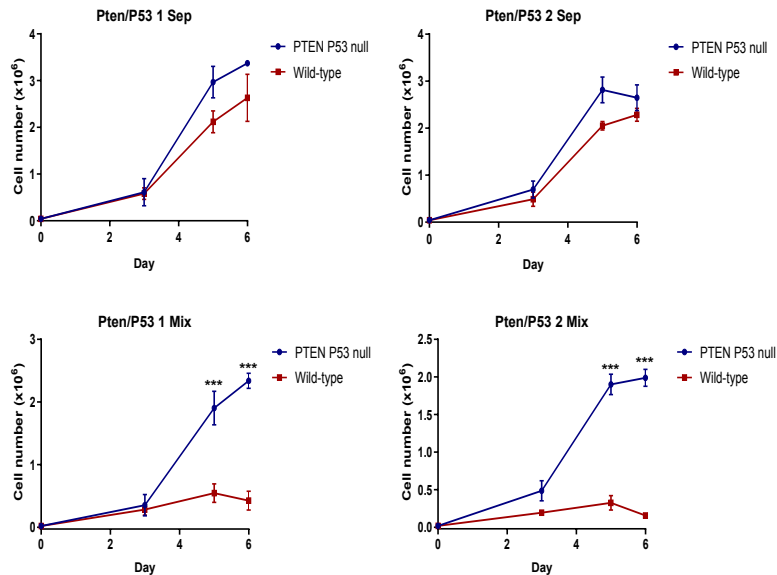 Pten/P53 1 Sep
Cell number (x10⁶)
4
3
2
1
0
0 2 4 6
Day
PTEN P53 null
Wild-type
Pten/P53 2 Sep
Cell number (x10⁶)
4
3
2
1
0
0 2 4 6
Day
PTEN P53 null
Wild-type
Pten/P53 1 Mix
Cell number (x10⁶)
3
2
1
0
*** ***
0 2 4 6
Day
PTEN P53 null
Wild-type
Pten/P53 2 Mix
Cell number (x10⁶)
2.5
2.0
1.5
1.0
0.5
0.0
*** ***
0 2 4 6
Day
PTEN P53 null
Wild-type